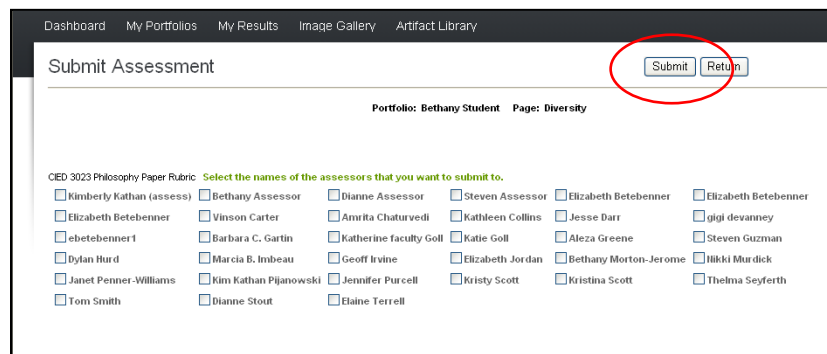 Dashboard My Portfolios My Results Image Gallery Artifact Library
Submit Assessment Submit Return
Portfolio: Bethany Student Page: Diversity
CIED 3023 Philosophy Paper Rubric Select the names of the assessors that you want to submit to.
Kimberly Kathan (assess) Bethany Assessor Dianne Assessor Steven Assessor Elizabeth Betebenner Elizabeth Betebenner
Elizabeth Betebenner Vinson Carter Amrita Chaturvedi Kathleen Collins Jesse Darr gigi devanney
ebetebenner1 Barbara C. Gartin Katherine faculty Goll Katie Goll Aleza Greene Steven Guzman
Dylan Hurd Marcia B. Imbeau Geoff Irvine Elizabeth Jordan Bethany Morton-Jerome Nikki Murdick
Janet Penner-Williams Kim Kathan Pijanowski Jennifer Purcell Kristy Scott Kristina Scott Thelma Seyferth
Tom Smith Dianne Stout Elaine Terrell